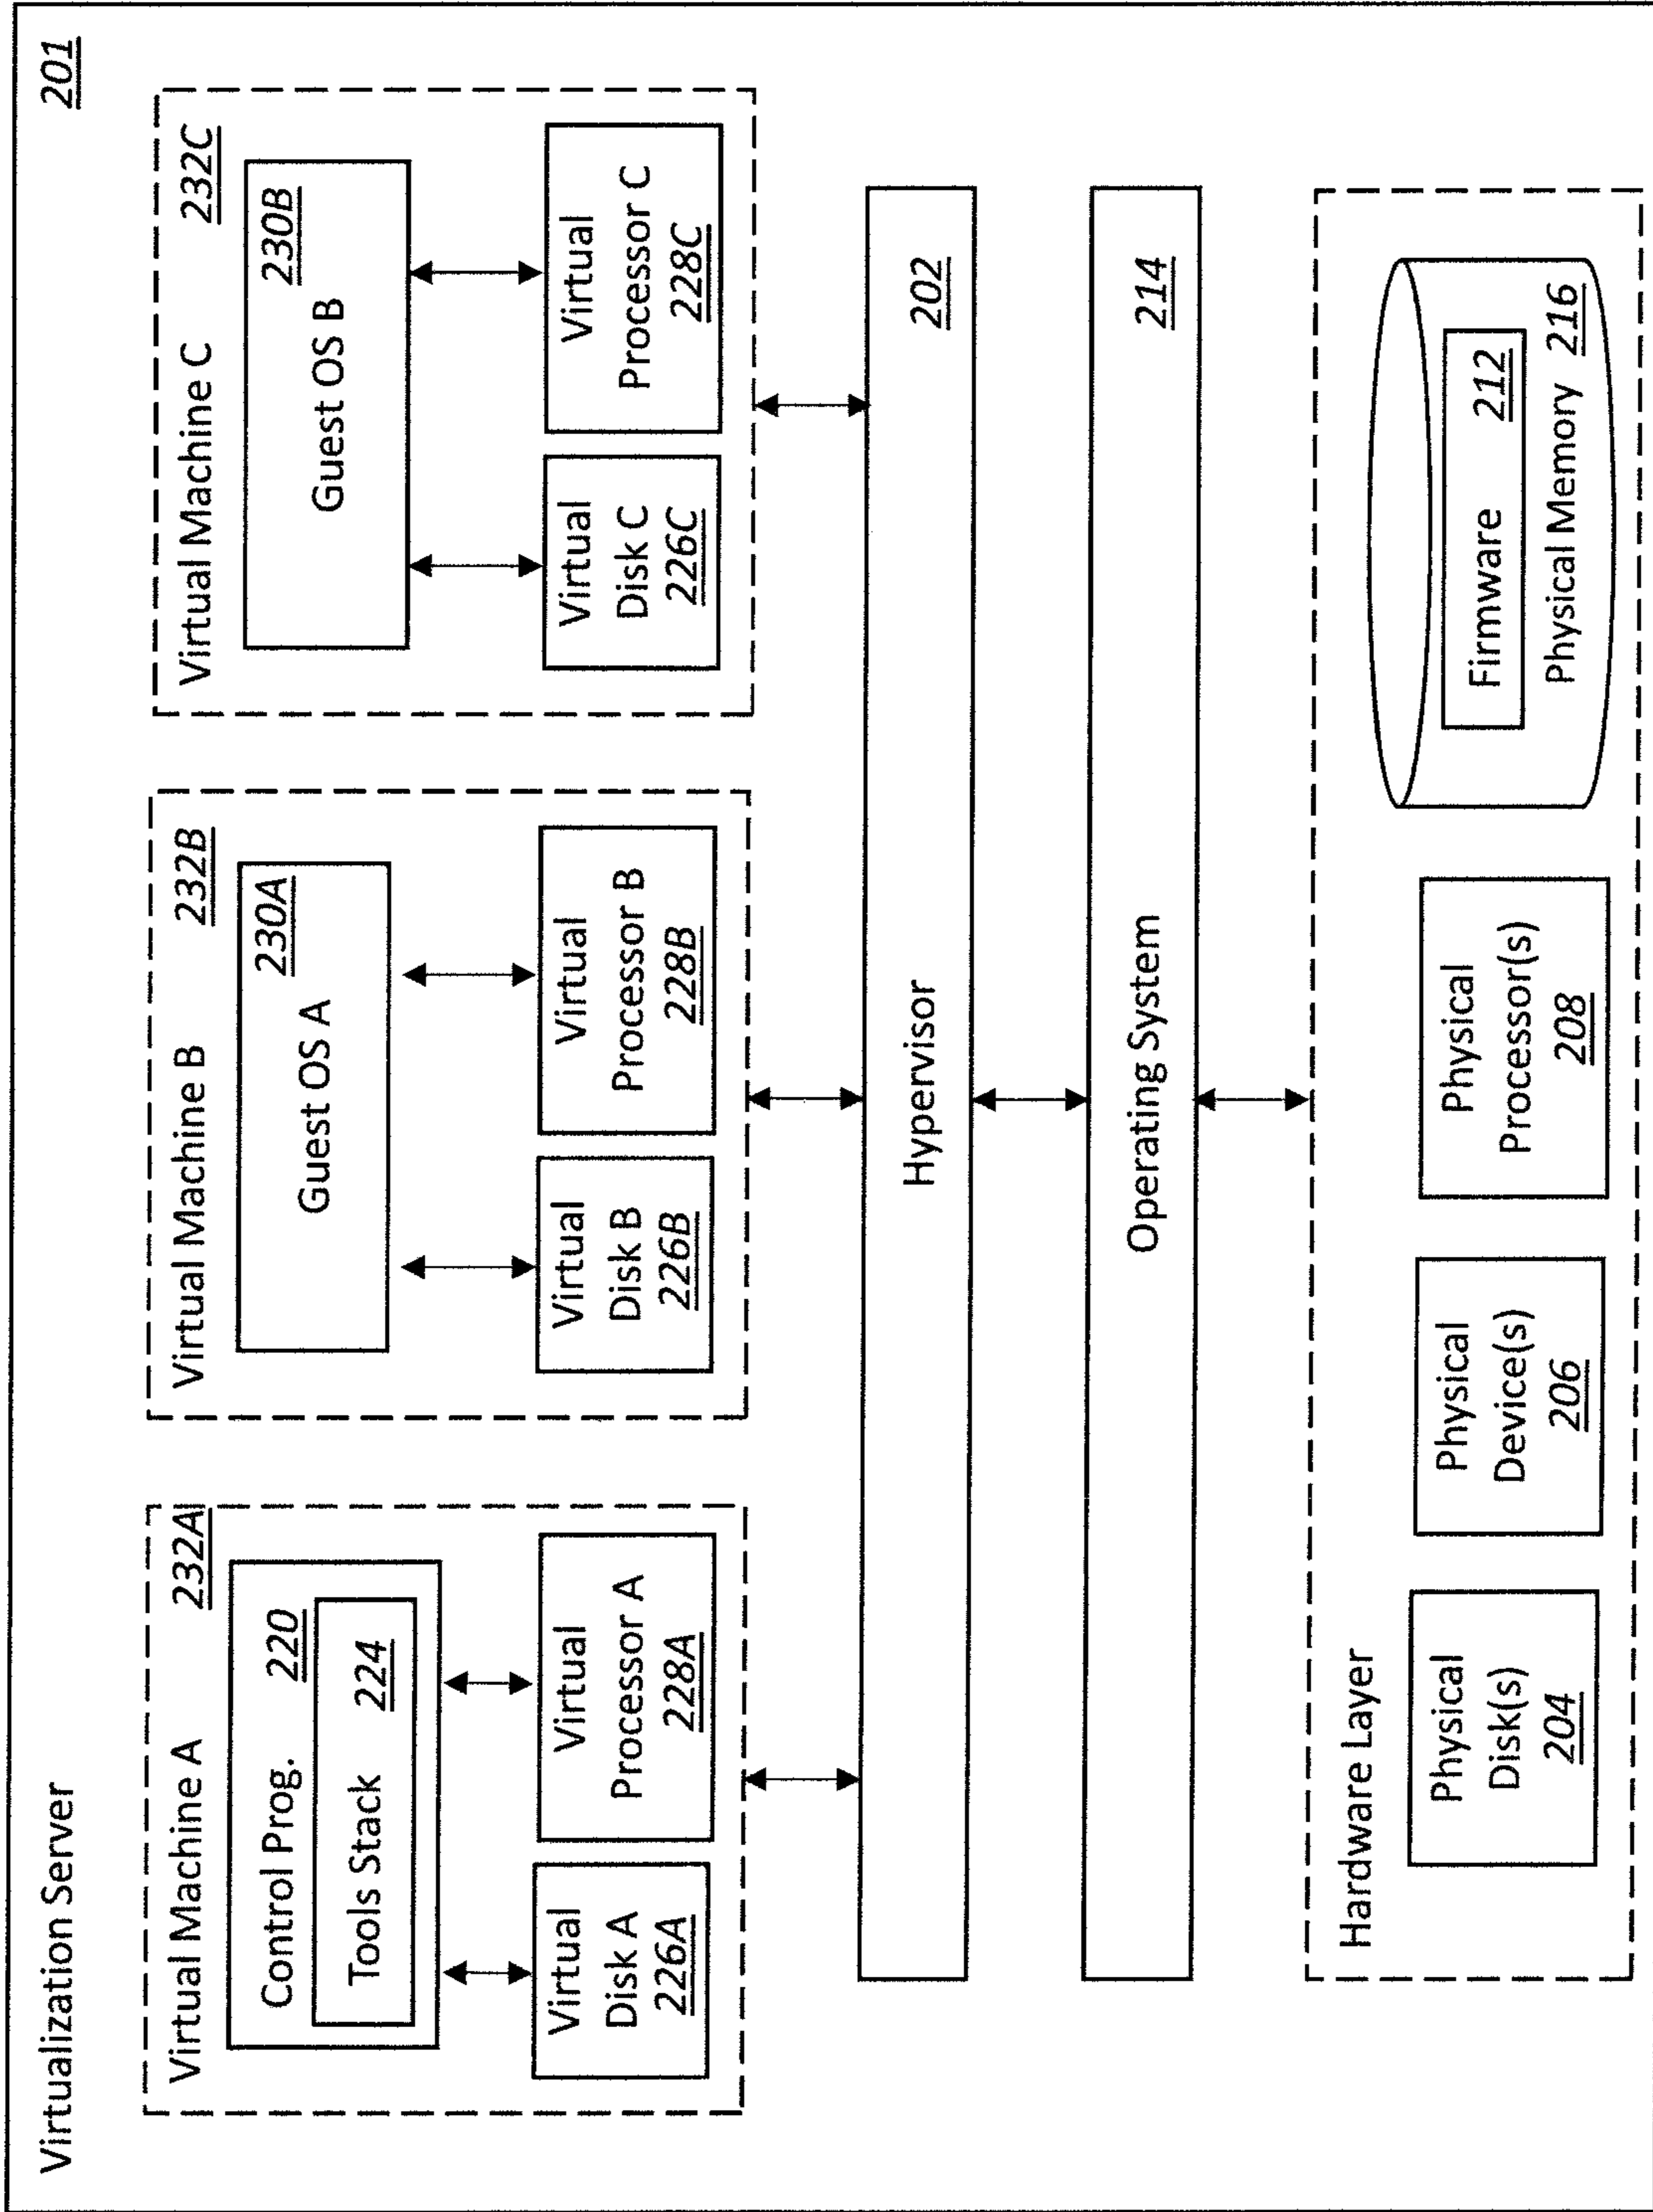 Virtualization Server
201
Virtual Machine A
232A
Control Prog.
220
Tools Stack
224
Virtual
Disk A
226A
Virtual
Processor A
228A
Virtual Machine B
232B
230A
Guest OS A
Virtual
Disk B
226B
Virtual
Processor B
228B
Virtual Machine C
232C
230B
Guest OS B
Virtual
Disk C
226C
Virtual
Processor C
228C
Hypervisor
202
Operating System
214
Hardware Layer
Physical
Disk(s)
204
Physical
Device(s)
206
Physical
Processor(s)
208
Firmware
212
Physical Memory
216